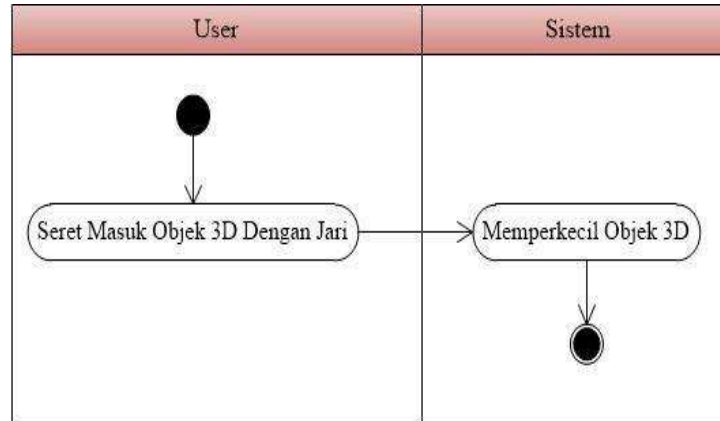 User
Sistem
Seret Masuk Objek 3D Dengan Jari
Memperkecil Objek 3D